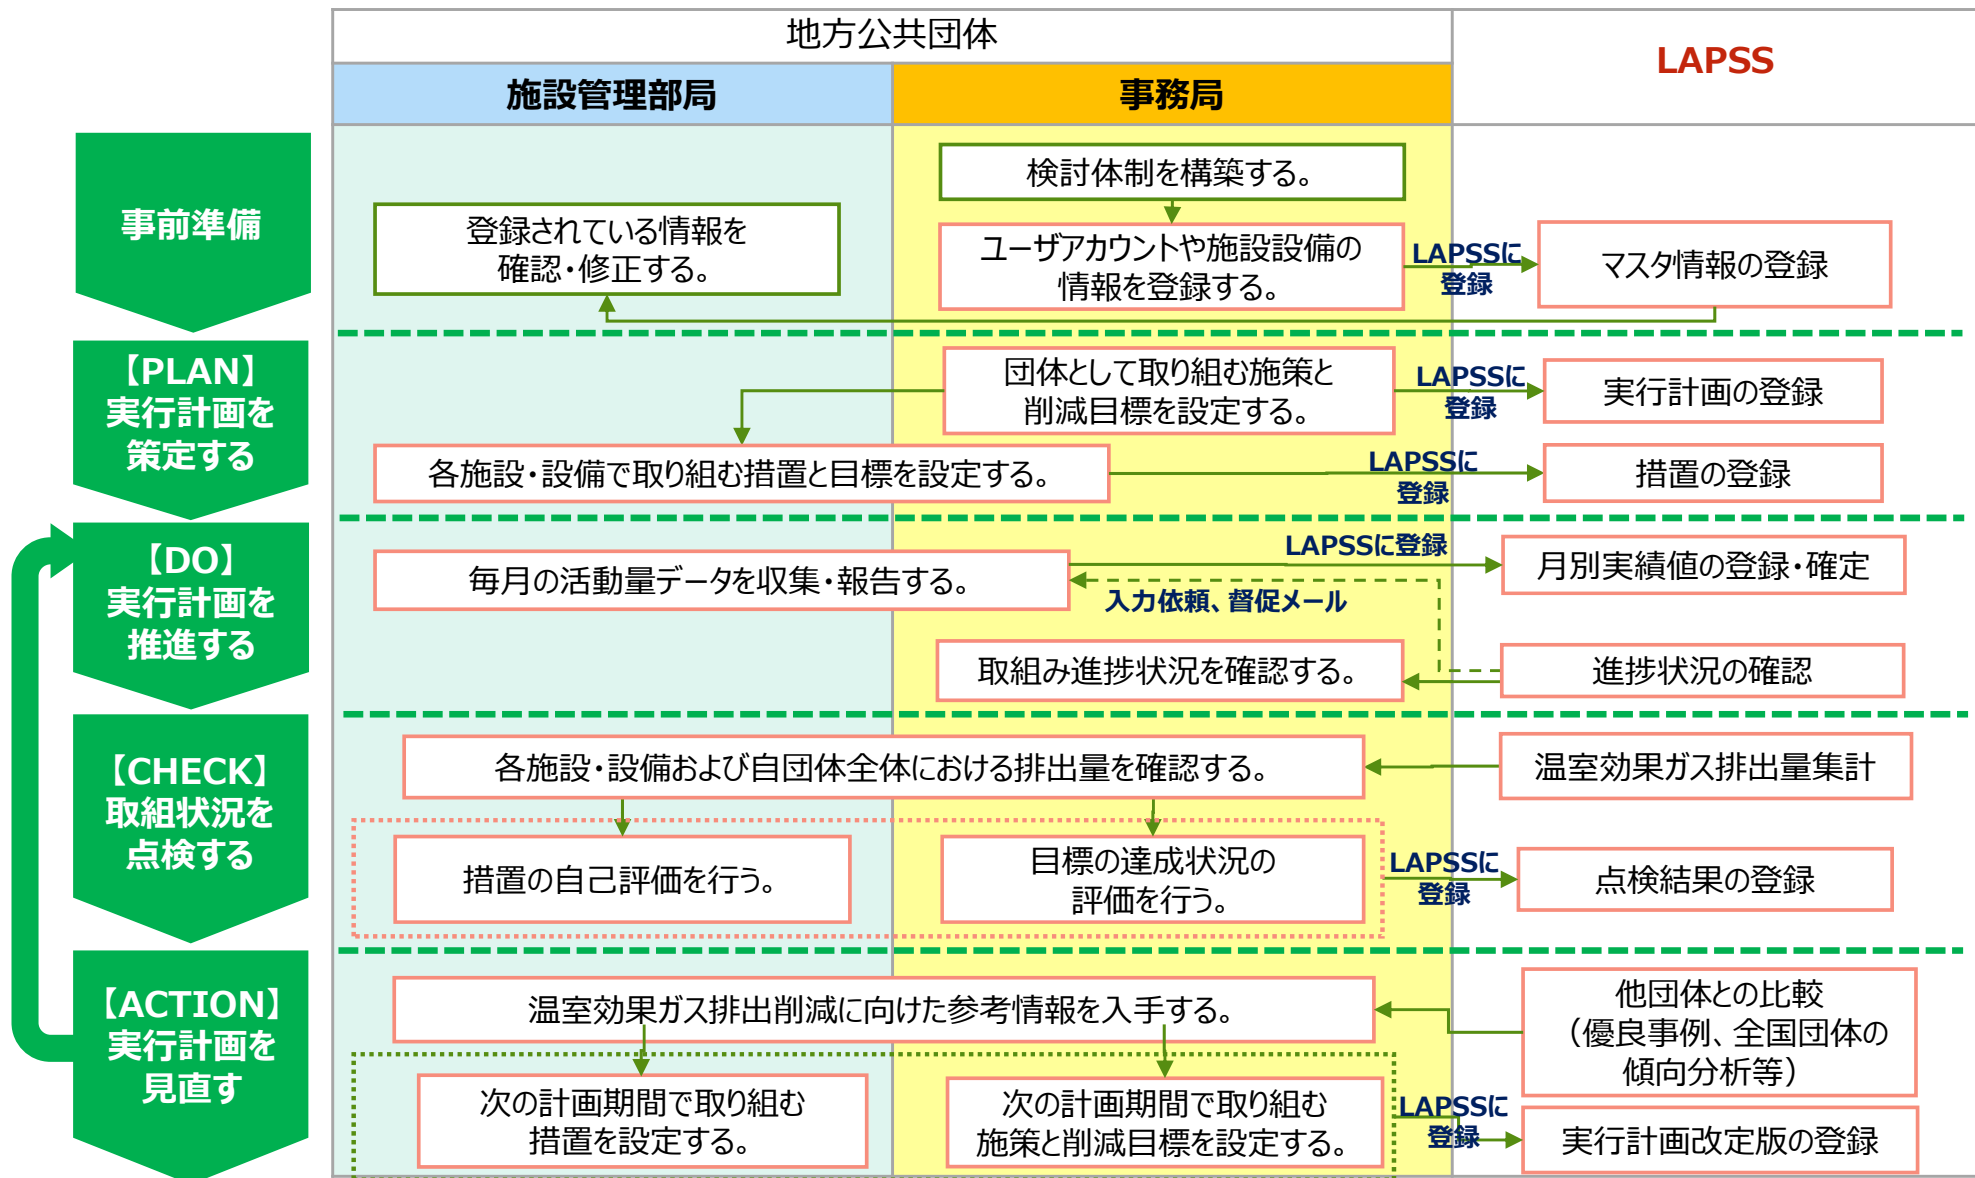 地方公共団体
LAPSS
施設管理部局
事務局
事前準備
検討体制を構築する。
登録されている情報を
確認・修正する。
ユーザアカウントや施設設備の
情報を登録する。
LAPSSに
登録
マスタ情報の登録
【PLAN】
実行計画を
策定する
団体として取り組む施策と
削減目標を設定する。
LAPSSに
登録
実行計画の登録
各施設・設備で取り組む措置と目標を設定する。
LAPSSに
登録
措置の登録
【DO】
実行計画を
推進する
毎月の活動量データを収集・報告する。
LAPSSに登録
月別実績値の登録・確定
入力依頼、督促メール
取組み進捗状況を確認する。
進捗状況の確認
【CHECK】
取組状況を
点検する
各施設・設備および自団体全体における排出量を確認する。
温室効果ガス排出量集計
措置の自己評価を行う。
目標の達成状況の
評価を行う。
LAPSSに
登録
点検結果の登録
【ACTION】
実行計画を
見直す
温室効果ガス排出削減に向けた参考情報を入手する。
他団体との比較
（優良事例、全国団体の
傾向分析等）
次の計画期間で取り組む
措置を設定する。
次の計画期間で取り組む
施策と削減目標を設定する。
LAPSSに
登録
実行計画改定版の登録